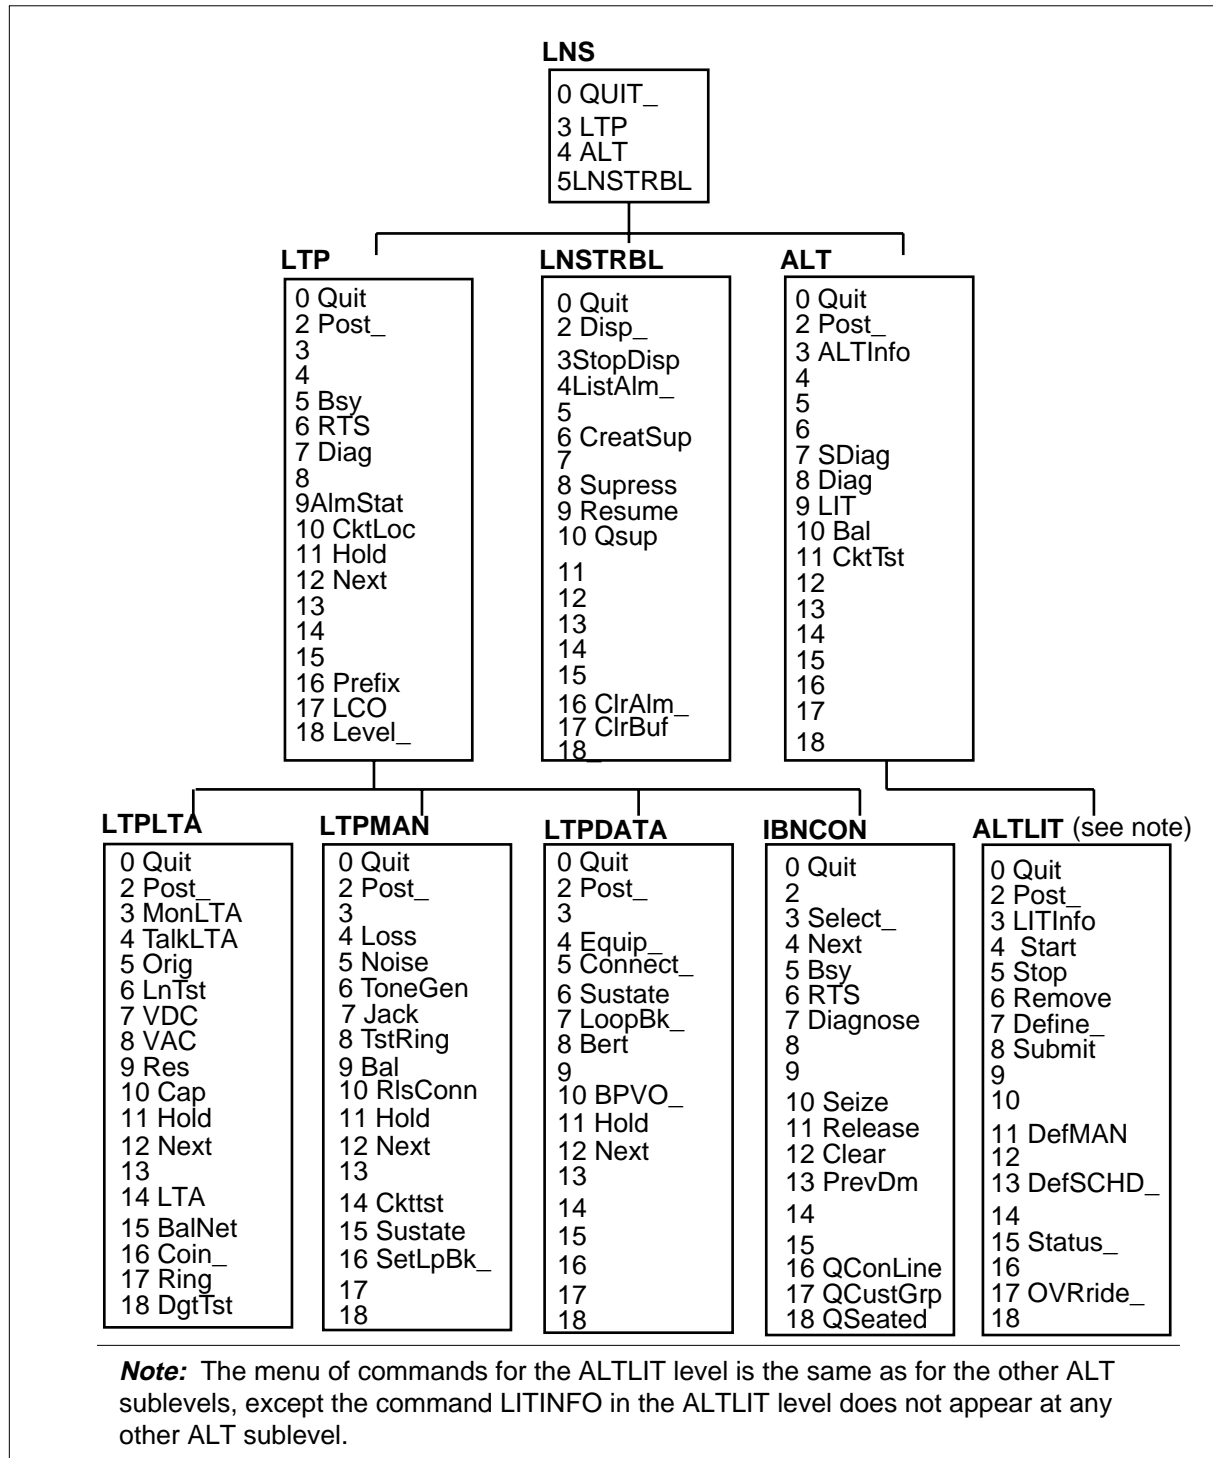 LNS
0 QUIT_
3 LTP
4 ALT
5LNSTRBL
LTP
0 Quit
2 Post_
3
4
5 Bsy
6 RTS
7 Diag
8
9AlmStat
10 CktLoc
11 Hold
12 Next
13
14
15
16 Prefix
17 LCO
18 Level_
LNSTRBL
0 Quit
2 Disp_
3StopDisp
4ListAlm_
5
6 CreatSup
7
8 Supress
9 Resume
10 Qsup
11
12
13
14
15
16 ClrAlm_
17 ClrBuf
18_
ALT
0 Quit
2 Post_
3 ALTInfo
4
5
6
7 SDiag
8 Diag
9 LIT
10 Bal
11 CktTst
12
13
14
15
16
17
18
LTPLTA
0 Quit
2 Post_
3 MonLTA
4 TalkLTA
5 Orig
6 LnTst
7 VDC
8 VAC
9 Res
10 Cap
11 Hold
12 Next
13
14 LTA
15 BalNet
16 Coin_
17 Ring
18 DgtTst
LTPMAN
0 Quit
2 Post_
3
4 Loss
5 Noise
6 ToneGen
7 Jack
8 TstRing
9 Bal
10 RlsConn
11 Hold
12 Next
13
14 Ckttst
15 Sustate
16 SetLpBk_
17
18
LTPDATA
0 Quit
2 Post_
3
4 Equip_
5 Connect_
6 Sustate
7 LoopBk_
8 Bert
9
10 BPVO_
11 Hold
12 Next
13
14
15
16
17
18
IBNCON
0 Quit
2
3 Select_
4 Next
5 Bsy
6 RTS
7 Diagnose
8
9
10 Seize
11 Release
12 Clear
13 PrevDm
14
15
16 QConLine
17 QCustGrp
18 QSeated
ALTLIT (see note)
0 Quit
2 Post_
3 LITInfo
4 Start
5 Stop
6 Remove
7 Define_
8 Submit
9
10
11 DefMAN
12
13 DefSCHD_
14
15 Status_
16
17 OVRride_
18
Note: The menu of commands for the ALTLIT level is the same as for the other ALT
sublevels, except the command LITINFO in the ALTLIT level does not appear at any
other ALT sublevel.